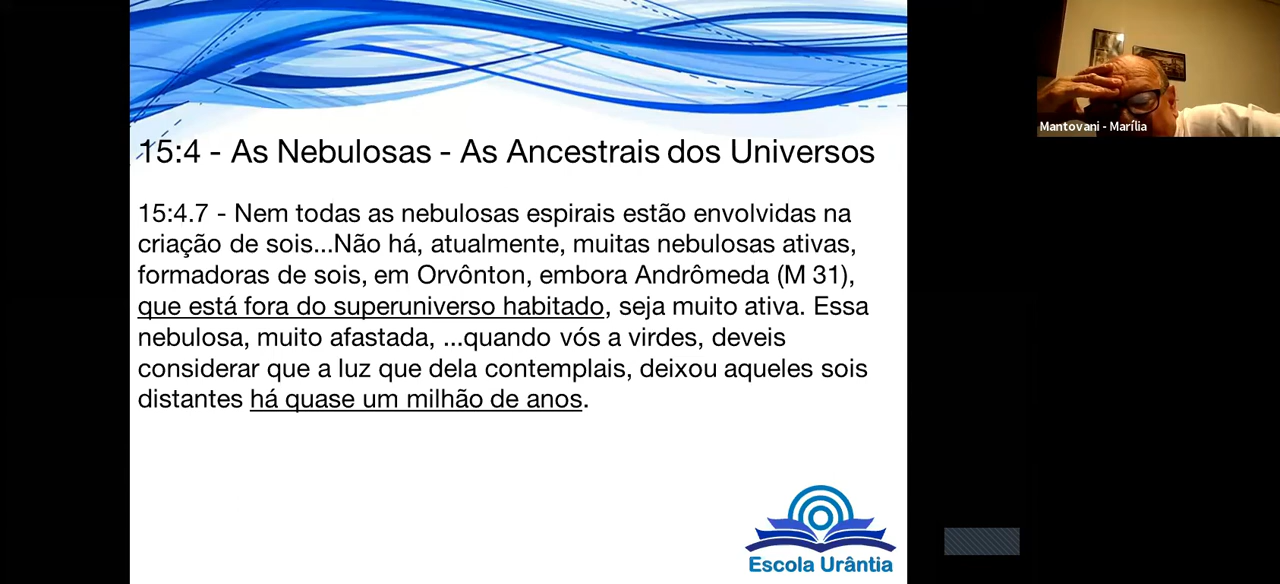 15:4 - As Nebulosas - As Ancestrais dos Universos
15:4.7 - Nem todas as nebulosas espirais estão envolvidas na
criação de sois...Não há, atualmente, muitas nebulosas ativas,
formadoras de sois, em Orvônton, embora Andrômeda (M 31),
que está fora do superuniverso habitado, seja muito ativa. Essa
nebulosa, muito afastada, ...quando vós a virdes, deveis
considerar que a luz que dela contemplais, deixou aqueles sois
distantes há quase um milhão de anos.
Escola Urântia
Mantovani - Marília